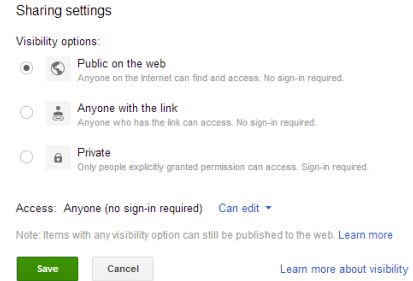 Sharing settings
Visibility options:
Public on the web
Anyone on the Internet can find and access. No sign-in required.
Anyone with the link
Anyone who has the link can access. No sign-in required.
Private
Only people explicitly granted permission can access. Sign-in required.
Access: Anyone (no sign-in required) Can edit
Note: Items with any visibility option can still be published to the web. Learn more
Save Cancel Learn more about visibility